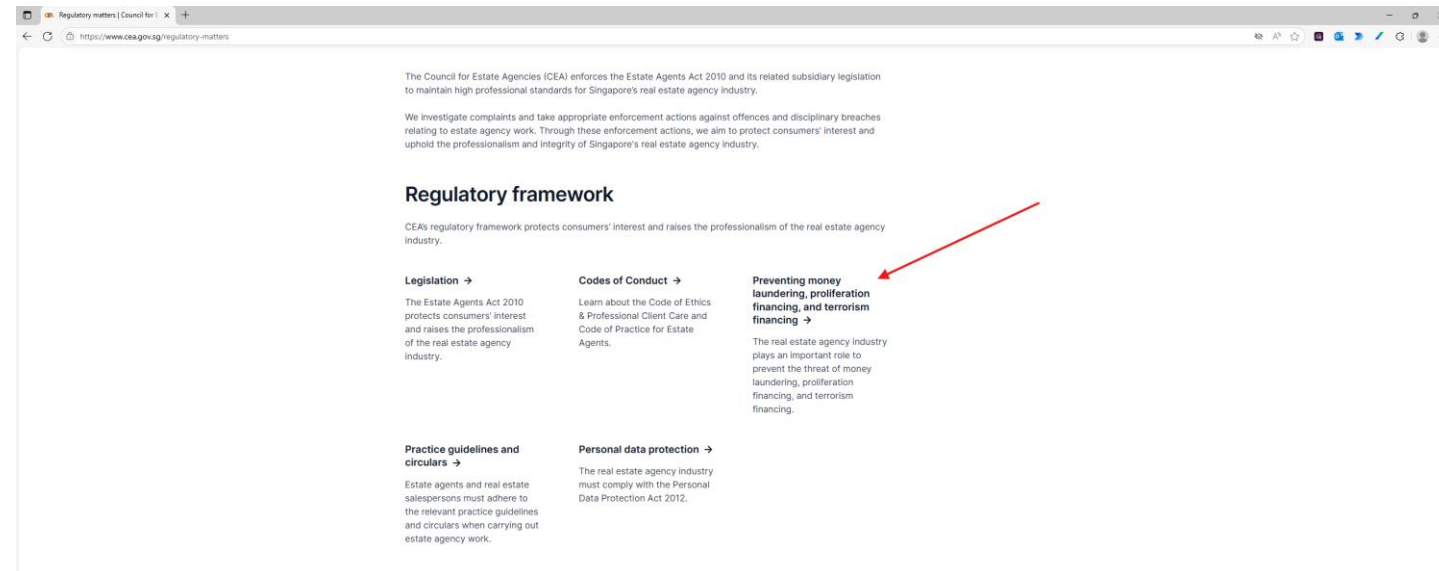 Regulatory matters | Council for E
https://www.cea.gov.sg/regulatory-matters
The Council for Estate Agencies (CEA) enforces the Estate Agents Act 2010 and its related subsidiary legislation
to maintain high professional standards for Singapore's real estate agency industry.
We investigate complaints and take appropriate enforcement actions against offences and disciplinary breaches
relating to estate agency work. Through these enforcement actions, we aim to protect consumers' interest and
uphold the professionalism and integrity of Singapore's real estate agency industry.
Regulatory framework
CEA's regulatory framework protects consumers' interest and raises the professionalism of the real estate agency
industry.
Legislation →
The Estate Agents Act 2010
protects consumers' interest
and raises the professionalism
of the real estate agency
industry.
Codes of Conduct →
Learn about the Code of Ethics
& Professional Client Care and
Code of Practice for Estate
Agents.
Preventing money
laundering, proliferation
financing, and terrorism
financing →
The real estate agency industry
plays an important role to
prevent the threat of money
laundering, proliferation
financing, and terrorism
financing.
Practice guidelines and
circulars →
Estate agents and real estate
salespersons must adhere to
the relevant practice guidelines
and circulars when carrying out
estate agency work.
Personal data protection →
The real estate agency industry
must comply with the Personal
Data Protection Act 2012.